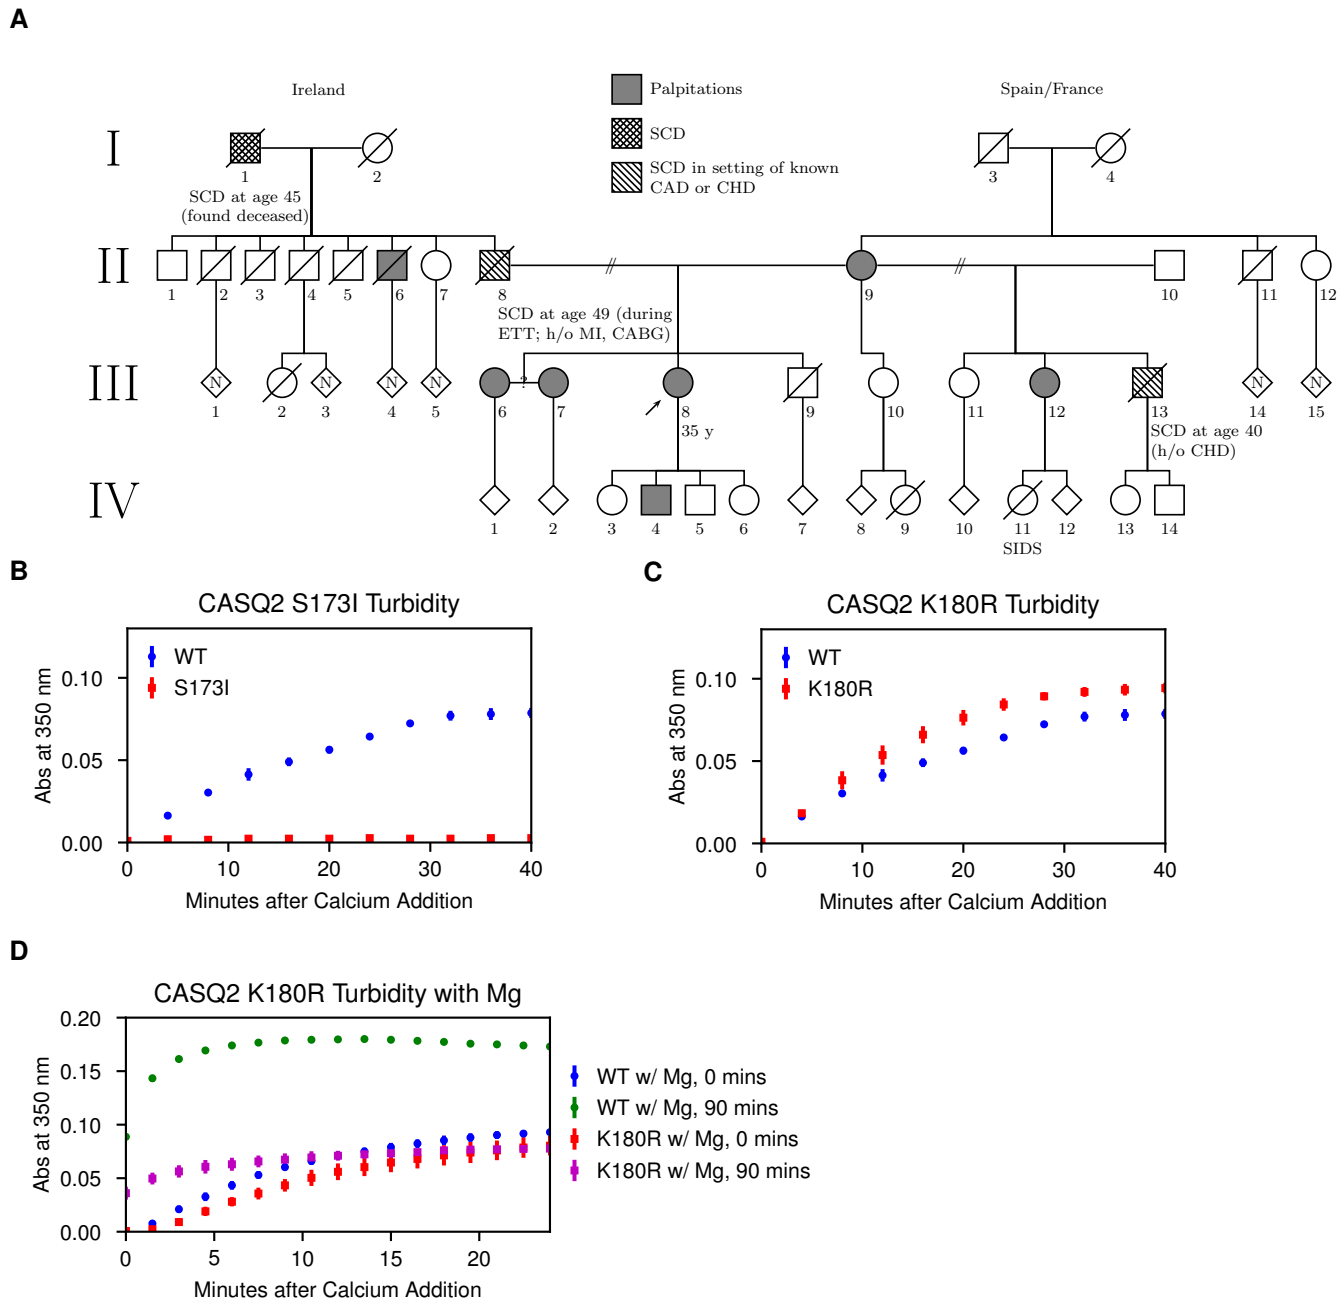 A
Ireland
Palpitations
Spain/France
SCD
SCD in setting of known
CAD or CHD
I
1
2
3
4
SCD at age 45
(found deceased)
II
1
2
3
4
5
6
7
8
9
10
11
12
SCD at age 49 (during
ETT; h/o MI, CABG)
III
N
N
N
N
?
N
N
1
2
3
4
5
6
7
8
9
10
11
12
13
14
15
35 y
SCD at age 40
(h/o CHD)
IV
1
2
3
4
5
6
7
8
9
10
11
12
13
14
SIDS
B
CASQ2 S173I Turbidity
WT
S173I
Abs at 350 nm
0.10
0.05
0.00
0 10 20 30 40
Minutes after Calcium Addition
C
CASQ2 K180R Turbidity
WT
K180R
Abs at 350 nm
0.10
0.05
0.00
0 10 20 30 40
Minutes after Calcium Addition
D
CASQ2 K180R Turbidity with Mg
Abs at 350 nm
0.20
0.15
0.10
0.05
0.00
0 5 10 15 20
Minutes after Calcium Addition
WT w/ Mg, 0 mins
WT w/ Mg, 90 mins
K180R w/ Mg, 0 mins
K180R w/ Mg, 90 mins